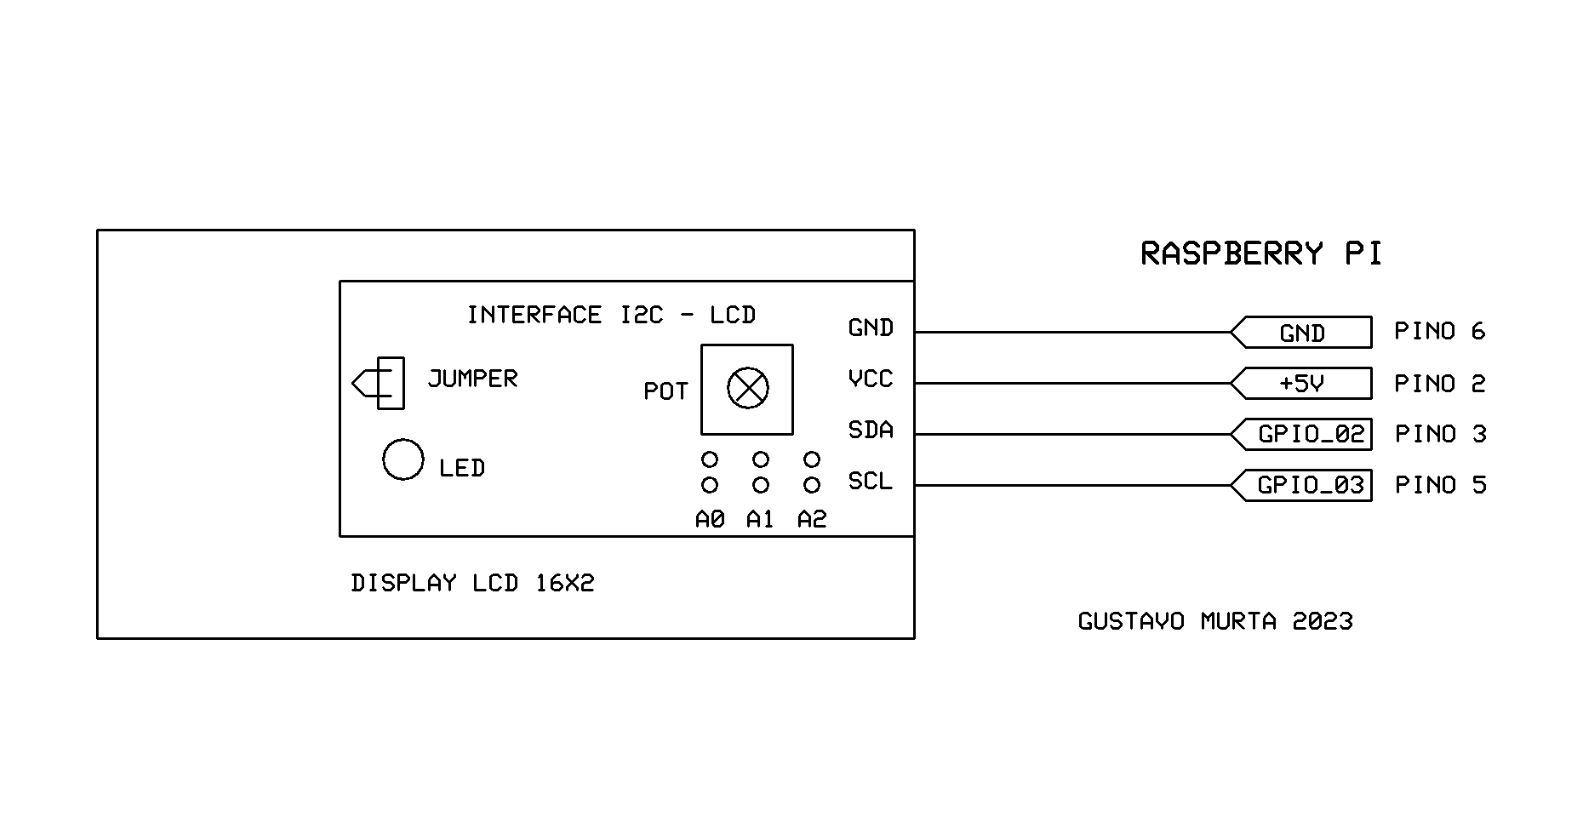 RASPBERRY PI
INTERFACE I2C - LCD
GND GND PINO 6
JUMPER POT VCC +5V PINO 2
SDA GPIO_02 PINO 3
LED SCL GPIO_03 PINO 5
A0 A1 A2
DISPLAY LCD 16X2
GUSTAVO MURTA 2023